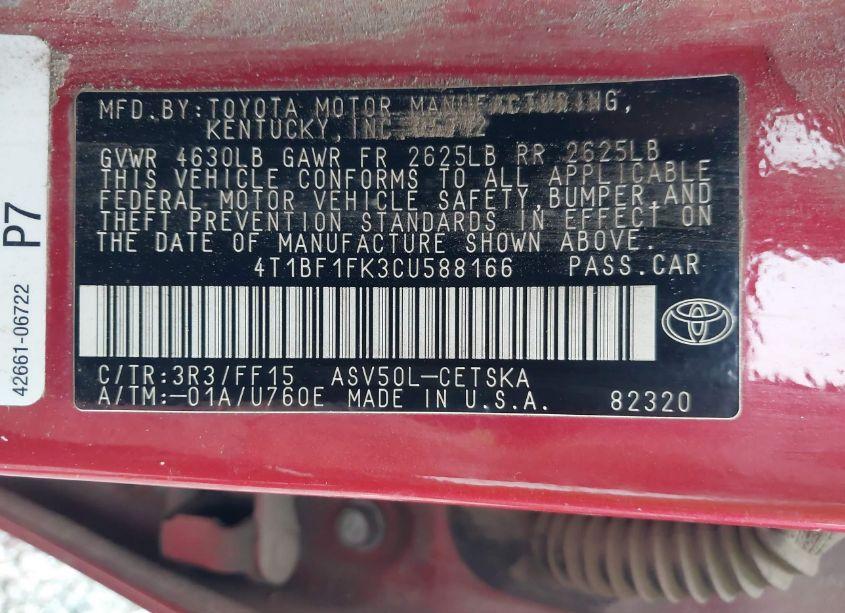 MFD.BY:TOYOTA MOTOR MANUFACTURING,
KENTUCKY,INC
GVWR 4630LB GAWR FR 2625LB RR 2625LB
THIS VEHICLE CONFORMS TO ALL APPLICABLE
FEDERAL MOTOR VEHICLE SAFETY,BUMPER,AND
THEFT PREVENTION STANDARDS IN EFFECT ON
THE DATE OF MANUFACTURE SHOWN ABOVE.
4T1BF1FK3CU588166 PASS.CAR
C/TR:3R3/FF15 ASV50L-CETSKA
A/TM:-01A/U760E MADE IN U.S.A. 82320
P7
42661-06722